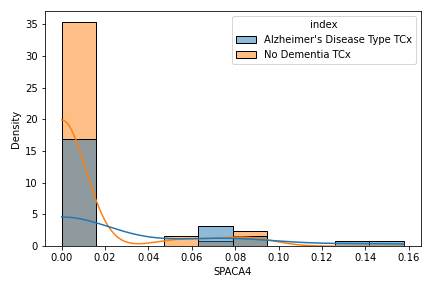 index
Alzheimer's Disease Type TCx
No Dementia TCx
35
30
25
20
15
10
5
0
Density
0.00 0.02 0.04 0.06 0.08 0.10 0.12 0.14 0.16
SPACA4